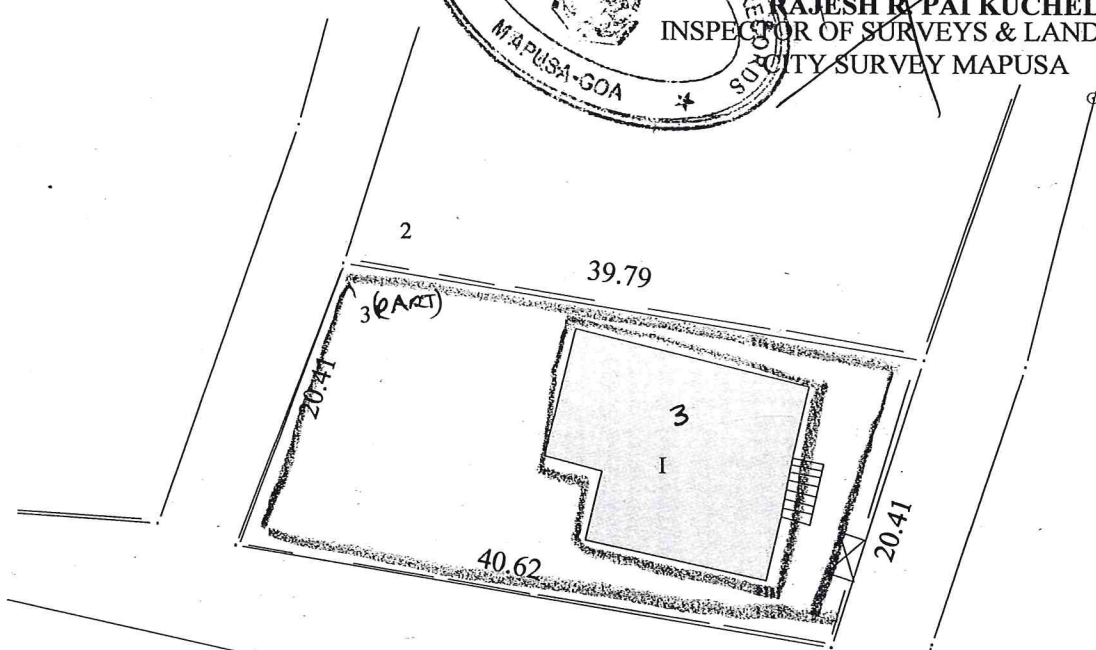 RAJESH R. PAI KUCHEL
INSPECTOR OF SURVEYS & LAND
CITY SURVEY MAPUSA
MAPUSA-GOA
RECORDS
2
39.79
3 (PART)
20.41
3
I
20.41
40.62